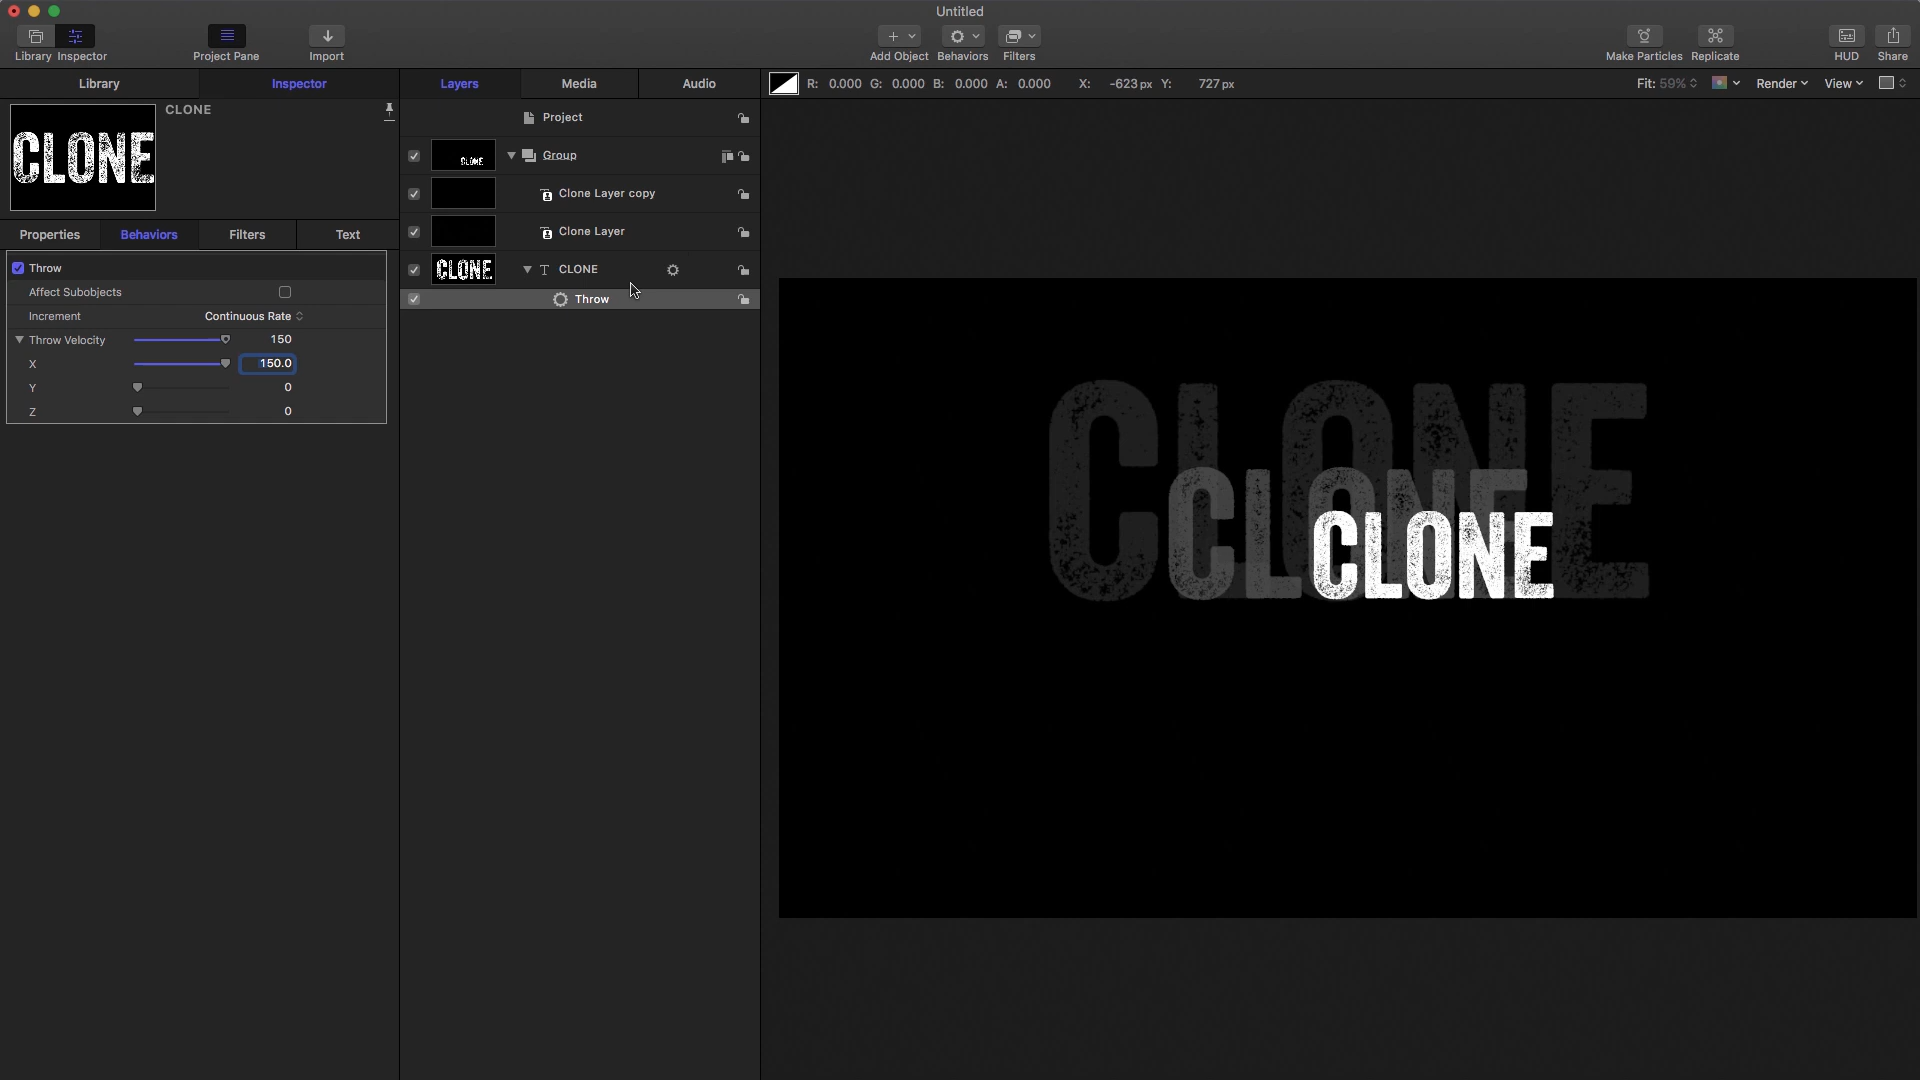 Untitled
Library Inspector
Project Pane
Import
Add Object Behaviors Filters
Make Particles Replicate
HUD Share
Library Inspector
Layers Media Audio
R: 0.000 G: 0.000 B: 0.000 A: 0.000 X: -623 px Y: 727 px
Fit: 59% Render View
CLONE
CLONE
Properties Behaviors Filters Text
Throw
Affect Subobjects
Increment Continuous Rate
Throw Velocity 150
X 150.0
Y 0
Z 0
Project
CLONE
Group
Clone Layer copy
Clone Layer
CLONE
T CLONE
Throw
CLONE
CLONE
CLONE